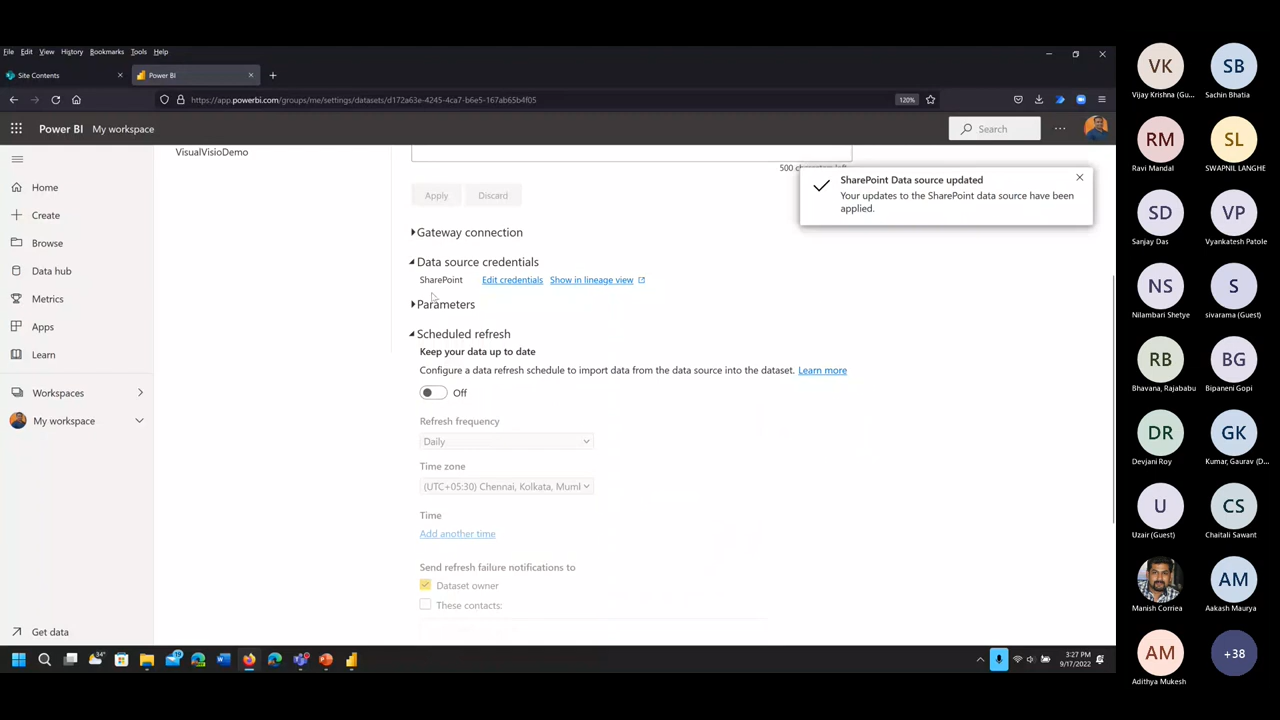 File Edit View History Bookmarks Tools Help
Site Contents
Power BI
https://app.powerbi.com/groups/me/settings/datasets/d172a63e-4245-4ca7-b6e5-167ab65b4f05
120%
Power BI My workspace
Search
VisualVisioDemo
Home
Create
Browse
Data hub
Metrics
Apps
Learn
Workspaces
My workspace
Get data
500 characters left
Apply
Discard
SharePoint Data source updated
Your updates to the SharePoint data source have been
applied.
Gateway connection
Data source credentials
SharePoint Edit credentials Show in lineage view
Parameters
Scheduled refresh
Keep your data up to date
Configure a data refresh schedule to import data from the data source into the dataset. Learn more
Off
Refresh frequency
Daily
Time zone
(UTC+05:30) Chennai, Kolkata, Muml
Time
Add another time
Send refresh failure notifications to
Dataset owner
These contacts:
34°
19
3:27 PM
9/17/2022
VK
Vijay Krishna (Gu...
SB
Sachin Bhatia
RM
Ravi Mandal
SL
SWAPNIL LANGHE
SD
Sanjay Das
VP
Vyankatesh Patole
NS
Nilambari Shetye
S
sivarama (Guest)
RB
Bhavana, Rajababu
BG
Bipaneni Gopi
DR
Devjani Roy
GK
Kumar, Gaurav (D...
U
Uzair (Guest)
CS
Chaitali Sawant
Manish Corriea
AM
Aakash Maurya
AM
Adithya Mukesh
+38